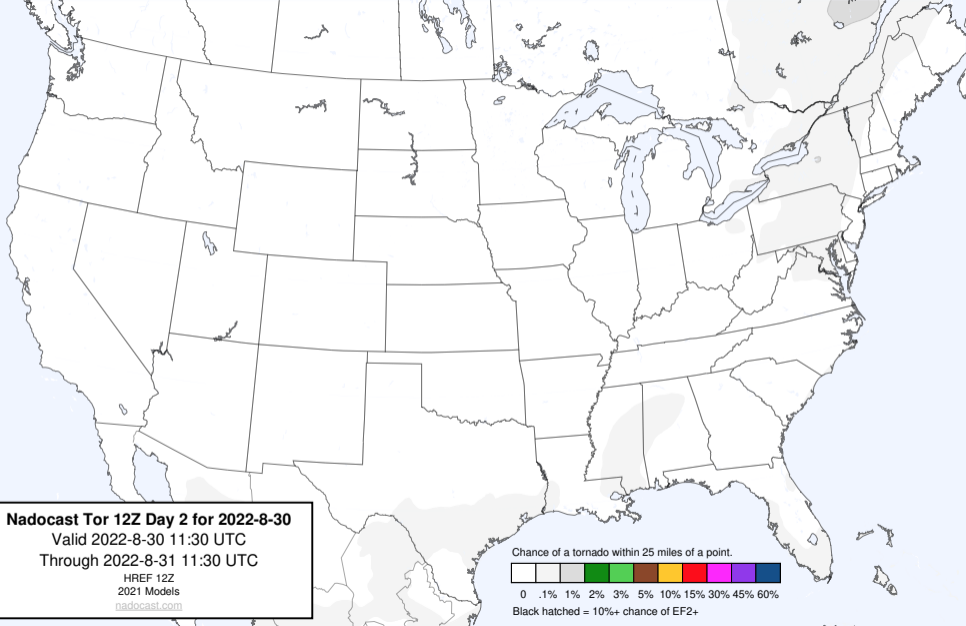 Nadocast Tor 12Z Day 2 for 2022-8-30
Valid 2022-8-30 11:30 UTC
Through 2022-8-31 11:30 UTC
HREF 12Z
2021 Models
nadocast.com
Chance of a tornado within 25 miles of a point.
0 .1% 1% 2% 3% 5% 10% 15% 30% 45% 60%
Black hatched = 10%+ chance of EF2+